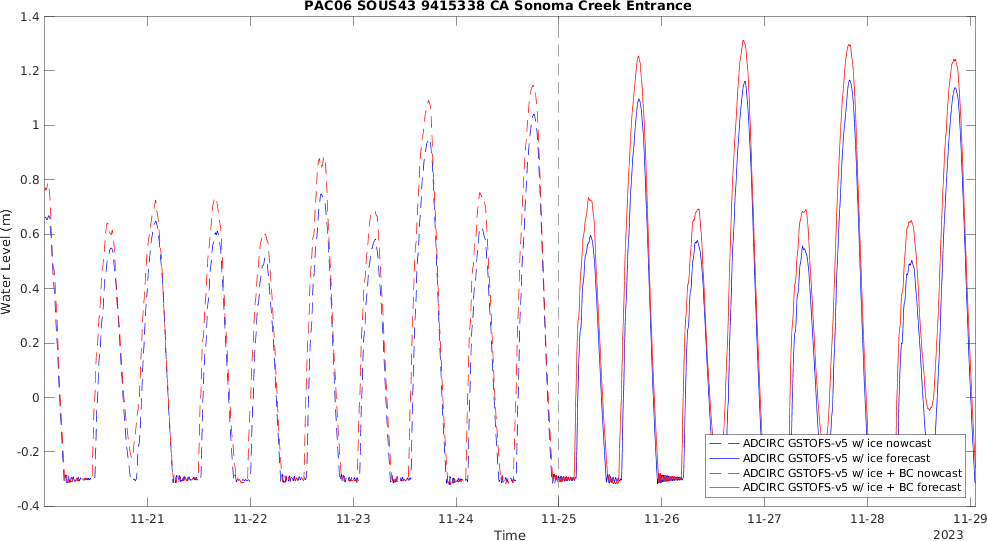 PAC06 SOUS43 9415338 CA Sonoma Creek Entrance
1.4
1.2
1
0.8
0.6
0.4
0.2
0
-0.2
-0.4
Water Level (m)
ADCIRC GSTOFS-v5 w/ ice nowcast
ADCIRC GSTOFS-v5 w/ ice forecast
ADCIRC GSTOFS-v5 w/ ice + BC nowcast
ADCIRC GSTOFS-v5 w/ ice + BC forecast
11-21 11-22 11-23 11-24 11-25 11-26 11-27 11-28 11-29
Time
2023